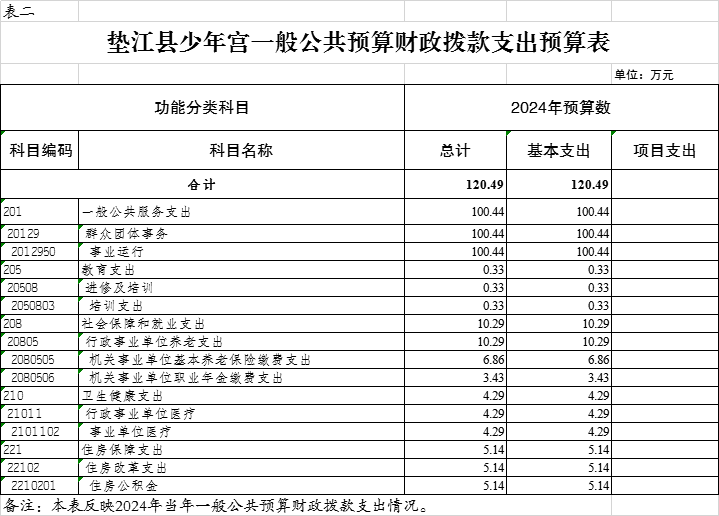 表二
垫江县少年宫一般公共预算财政拨款支出预算表
单位：万元
功能分类科目 2024年预算数
科目编码 科目名称 总计 基本支出 项目支出
合计 120.49 120.49
201 一般公共服务支出 100.44 100.44
20129 群众团体事务 100.44 100.44
2012950 事业运行 100.44 100.44
205 教育支出 0.33 0.33
20508 进修及培训 0.33 0.33
2050803 培训支出 0.33 0.33
208 社会保障和就业支出 10.29 10.29
20805 行政事业单位养老支出 10.29 10.29
2080505 机关事业单位基本养老保险缴费支出 6.86 6.86
2080506 机关事业单位职业年金缴费支出 3.43 3.43
210 卫生健康支出 4.29 4.29
21011 行政事业单位医疗 4.29 4.29
2101102 事业单位医疗 4.29 4.29
221 住房保障支出 5.14 5.14
22102 住房改革支出 5.14 5.14
2210201 住房公积金 5.14 5.14
备注：本表反映2024年当年一般公共预算财政拨款支出情况。